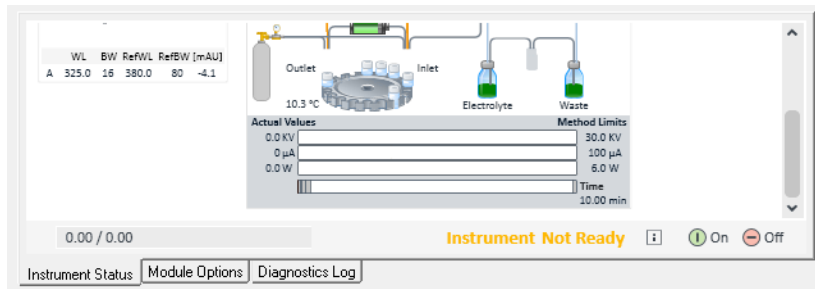 WL BW RefWL RefBW [mAU]
A 325.0 16 380.0 80 -4.1
Outlet Inlet
10.3 °C
Electrolyte Waste
Actual Values Method Limits
0.0 KV 30.0 KV
0 µA 100 µA
0.0 W 6.0 W
Time
10.00 min
0.00 / 0.00 Instrument Not Ready i On Off
Instrument Status Module Options Diagnostics Log